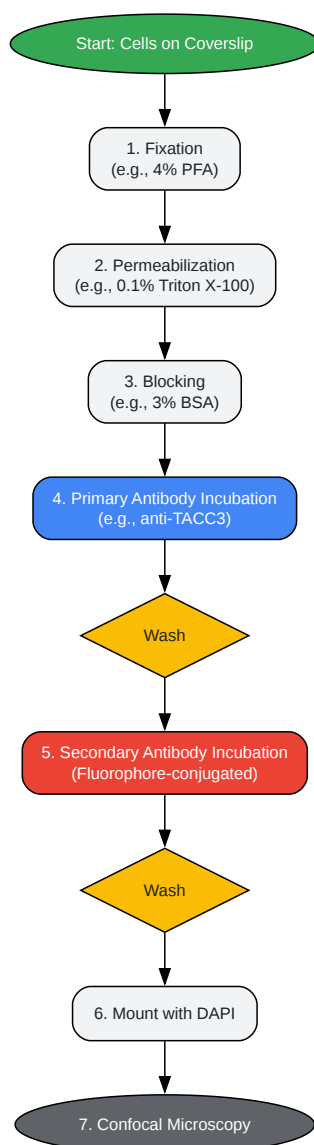 Start: Cells on Coverslip
1. Fixation
(e.g., 4% PFA)
2. Permeabilization
(e.g., 0.1% Triton X-100)
3. Blocking
(e.g., 3% BSA)
4. Primary Antibody Incubation
(e.g., anti-TACC3)
Wash
5. Secondary Antibody Incubation
(Fluorophore-conjugated)
Wash
6. Mount with DAPI
7. Confocal Microscopy